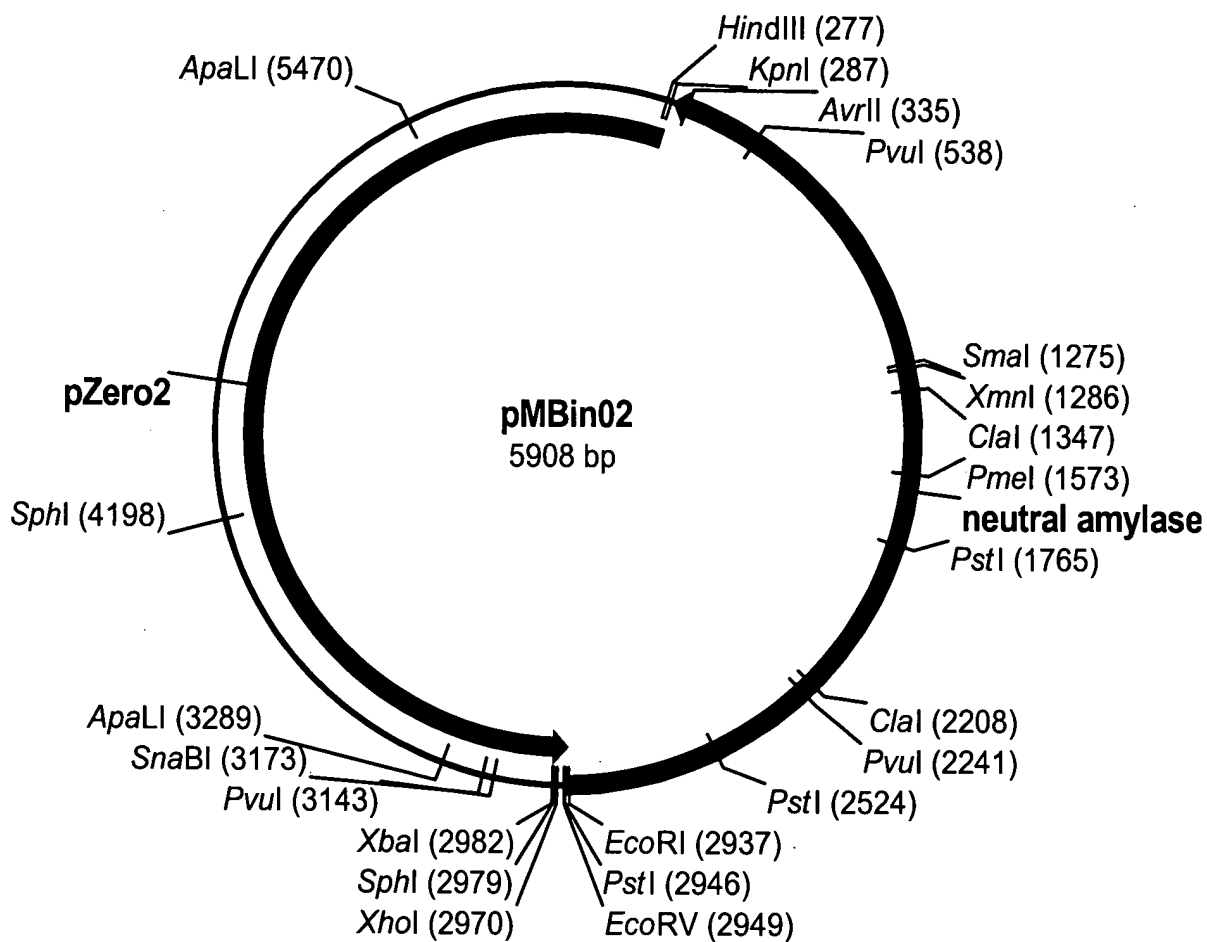 HindIII (277)
KpnI (287)
ApaLI (5470)
AvrII (335)
PvuI (538)
SmaI (1275)
XmnI (1286)
pZero2
pMBin02
5908 bp
ClaI (1347)
PmeI (1573)
neutral amylase
SphI (4198)
PstI (1765)
ApaLI (3289)
ClaI (2208)
SnaBI (3173)
PvuI (2241)
PvuI (3143)
PstI (2524)
XbaI (2982)
EcoRI (2937)
SphI (2979)
PstI (2946)
XhoI (2970)
EcoRV (2949)